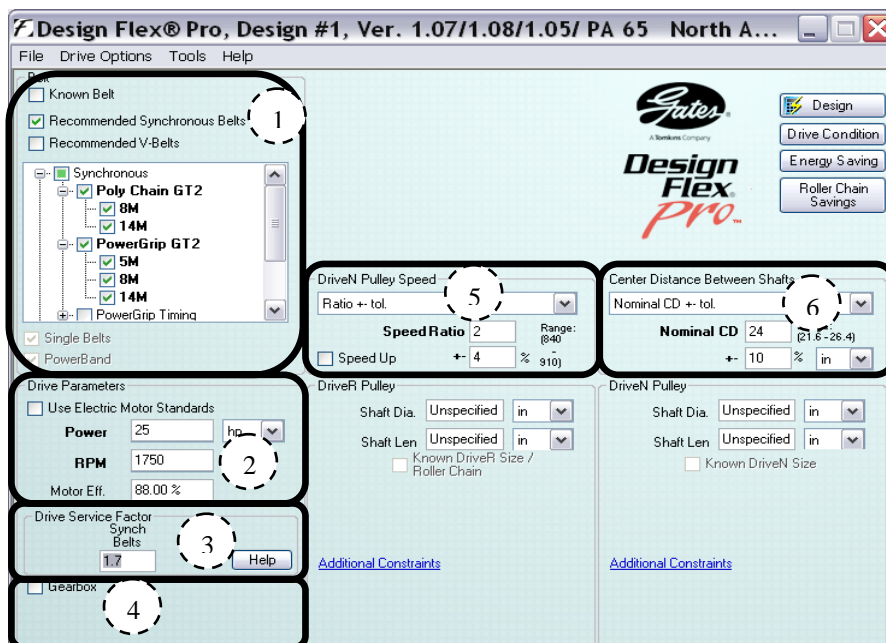 Design Flex® Pro, Design #1, Ver. 1.07/1.08/1.05/ PA 65 North A...
File Drive Options Tools Help
Known Belt
Recommended Synchronous Belts
Recommended V-Belts
1
Synchronous
Poly Chain GT2
8M
14M
PowerGrip GT2
5M
8M
14M
PowerGrip Timing
Single Belts
PowerBand
Gates
A Tomkins Company
Design
Flex
Pro™
Design
Drive Condition
Energy Saving
Roller Chain
Savings
DriveN Pulley Speed
5
Ratio +- tol.
Speed Ratio 2 Range:
(840
-
910)
Speed Up +- 4 %
Center Distance Between Shafts
6
Nominal CD +- tol.
Nominal CD 24
(21.6 -26.4)
+- 10 % in
Drive Parameters
Use Electric Motor Standards
Power 25 hp
RPM 1750
2
Motor Eff. 88.00 %
DriveR Pulley
Shaft Dia. Unspecified in
Shaft Len Unspecified in
Known DriveR Size /
Roller Chain
Additional Constraints
DriveN Pulley
Shaft Dia. Unspecified in
Shaft Len Unspecified in
Known DriveN Size
Additional Constraints
Drive Service Factor
Synch
Belts
1.7
3
Help
Gearbox
4